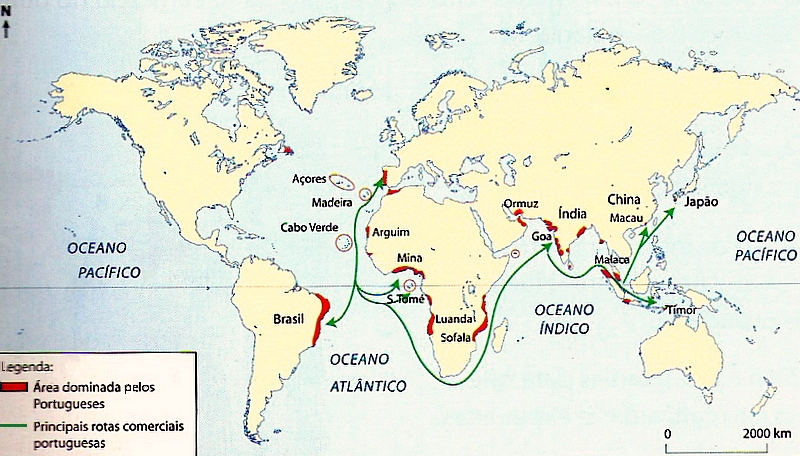 N
Açores
Madeira
Cabo Verde
Arguim
Mina
S.Tomé
Luanda
Sofala
Brasil
Ormuz
Goa
Índia
China
Macau
Japão
Malaca
Timor
OCEANO
PACÍFICO
OCEANO
PACÍFICO
OCEANO
ÍNDICO
OCEANO
ATLÂNTICO
Legenda:
Área dominada pelos
Portugueses
Principais rotas comerciais
portuguesas
0 2000 km